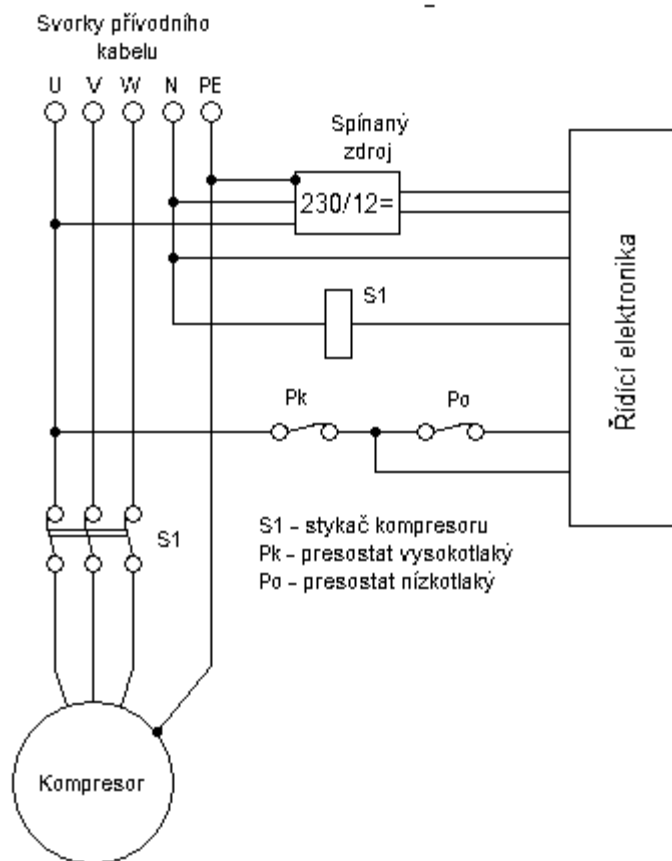 Svorky přívodního
kabelu
U V W N PE
Spínaný
zdroj
230/12=
S1
Řídící elektronika
Pk
Po
S1
S1 - stykač kompresoru
Pk - presostat vysokotlaký
Po - presostat nízkotlaký
Kompresor